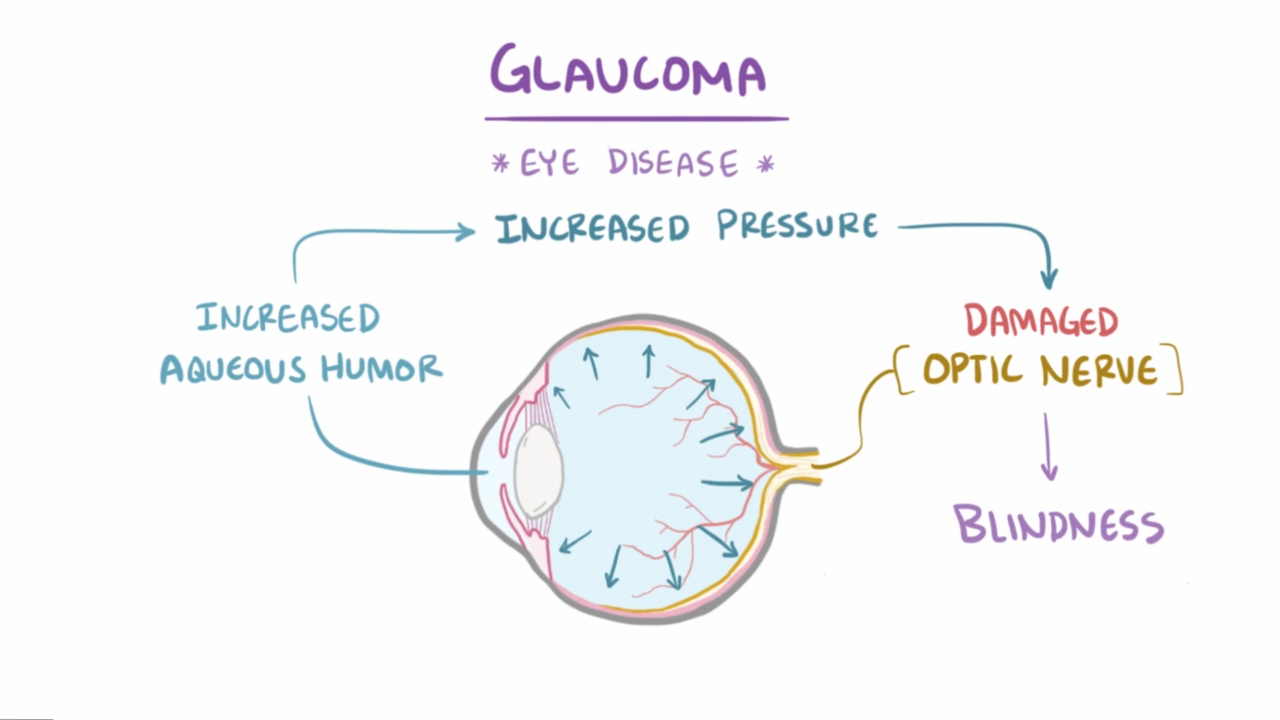 GLAUCOMA
* EYE DISEASE *
INCREASED PRESSURE
INCREASED
AQUEOUS HUMOR
DAMAGED
[OPTIC NERVE]
BLINDNESS